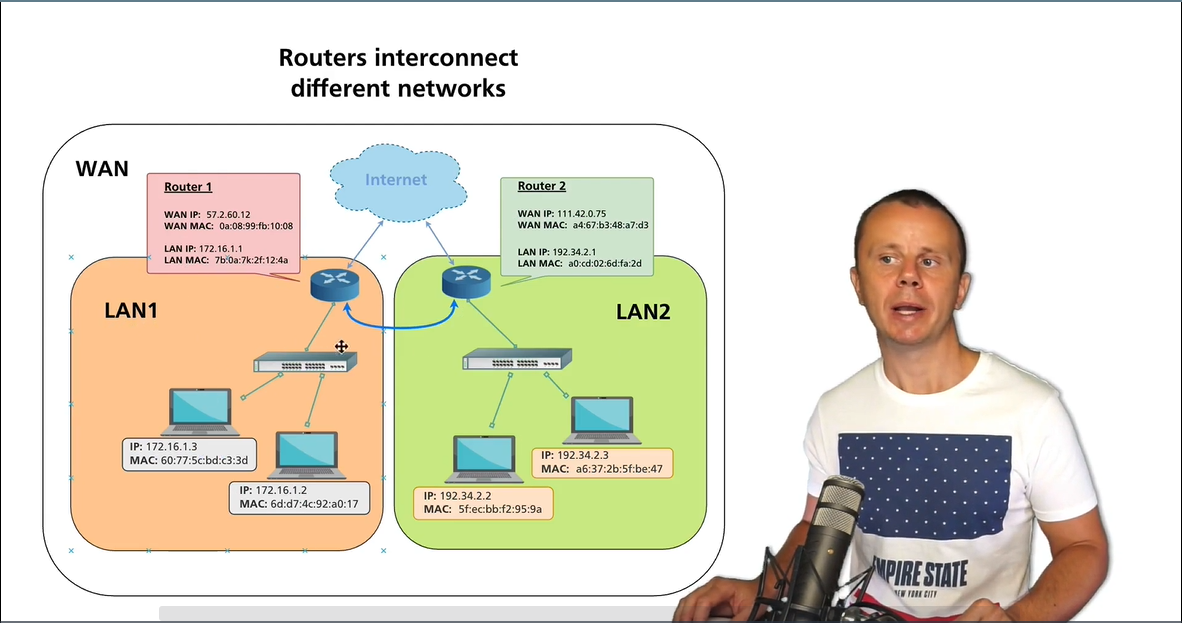 Routers interconnect
different networks
WAN
Internet
Router 1
WAN IP: 57.2.60.12
WAN MAC: 0a:08:99:fb:10:08
LAN IP: 172.16.1.1
LAN MAC: 7b:0a:7k:2f:12:4a
Router 2
WAN IP: 111.42.0.75
WAN MAC: a4:67:b3:48:a7:d3
LAN IP: 192.34.2.1
LAN MAC: a0:cd:02:6d:fa:2d
LAN1
LAN2
IP: 172.16.1.3
MAC: 60:77:5c:bd:c3:3d
IP: 172.16.1.2
MAC: 6d:d7:4c:92:a0:17
IP: 192.34.2.3
MAC: a6:37:2b:5f:be:47
IP: 192.34.2.2
MAC: 5f:ec:bb:f2:95:9a
EMPIRE STATE
NEW YORK CITY